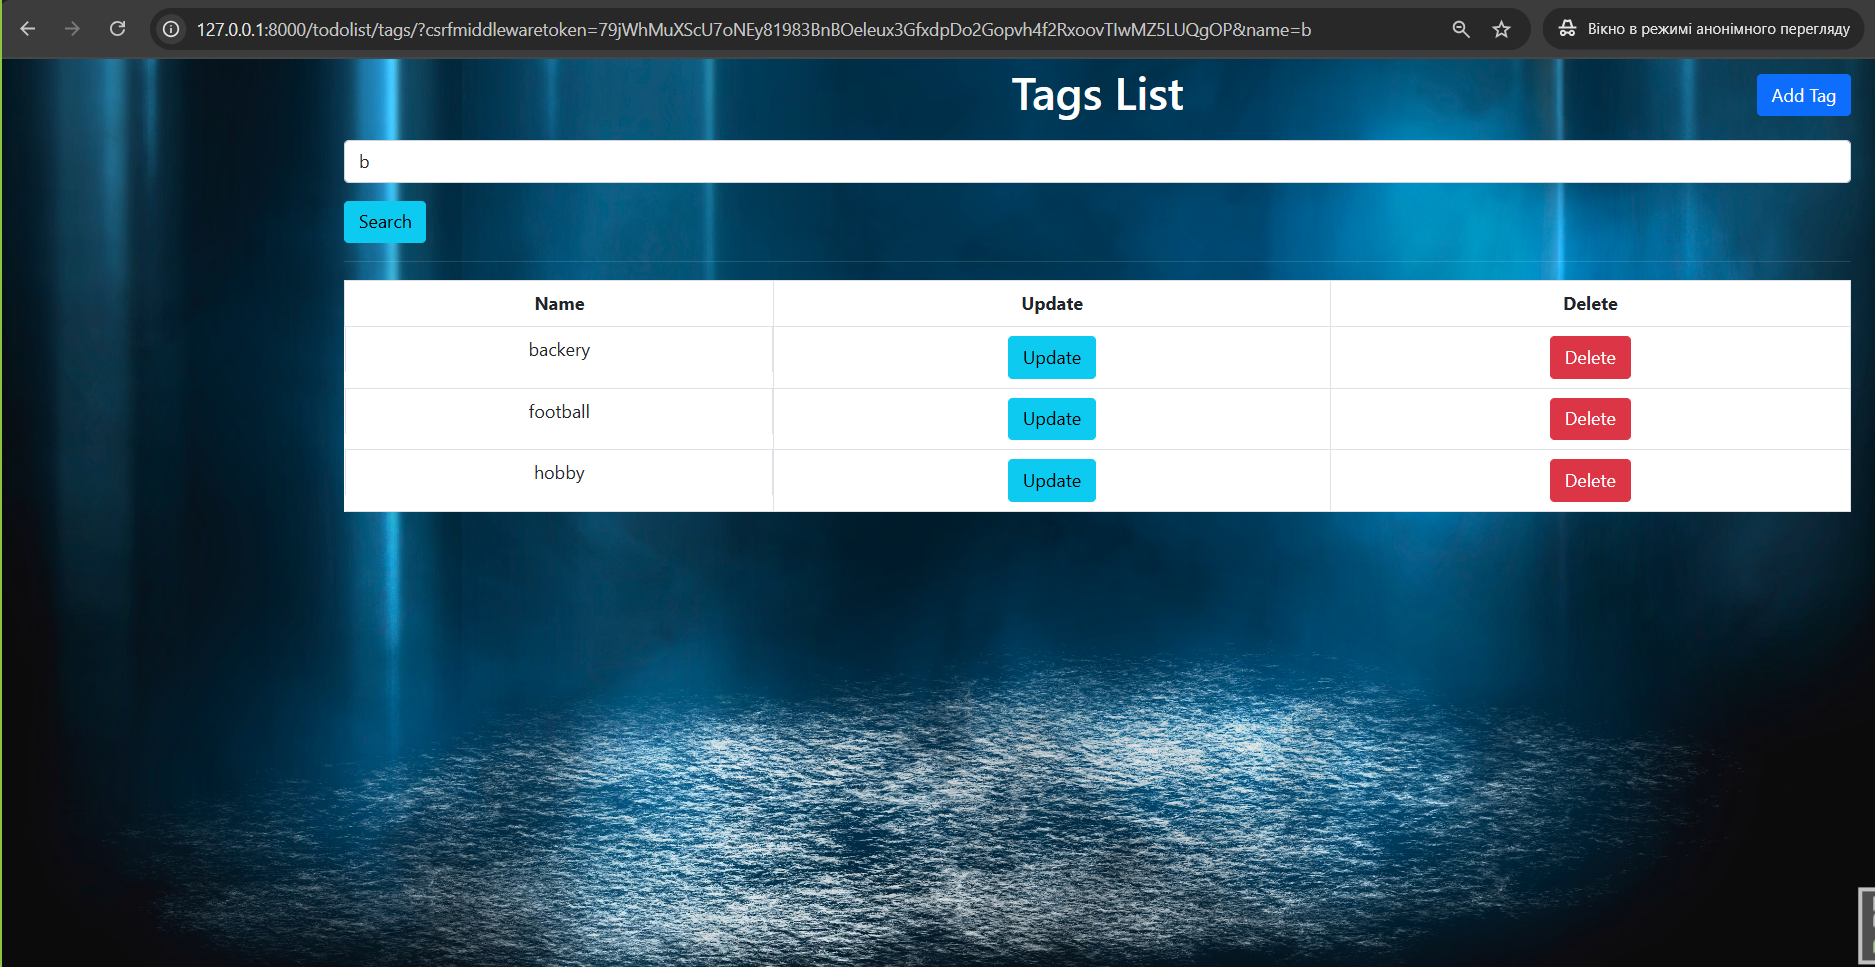 127.0.0.1:8000/todolist/tags/?csrfmiddlewaretoken=79jWhMuXScU7oNEy81983BnBOeleux3GfxdpDo2Gopvh4f2RxoovTIwMZ5LUQgOP&name=b
Вікно в режимі анонімного перегляду
Tags List
Add Tag
b
Search
Name Update Delete
backery Update Delete
football Update Delete
hobby Update Delete